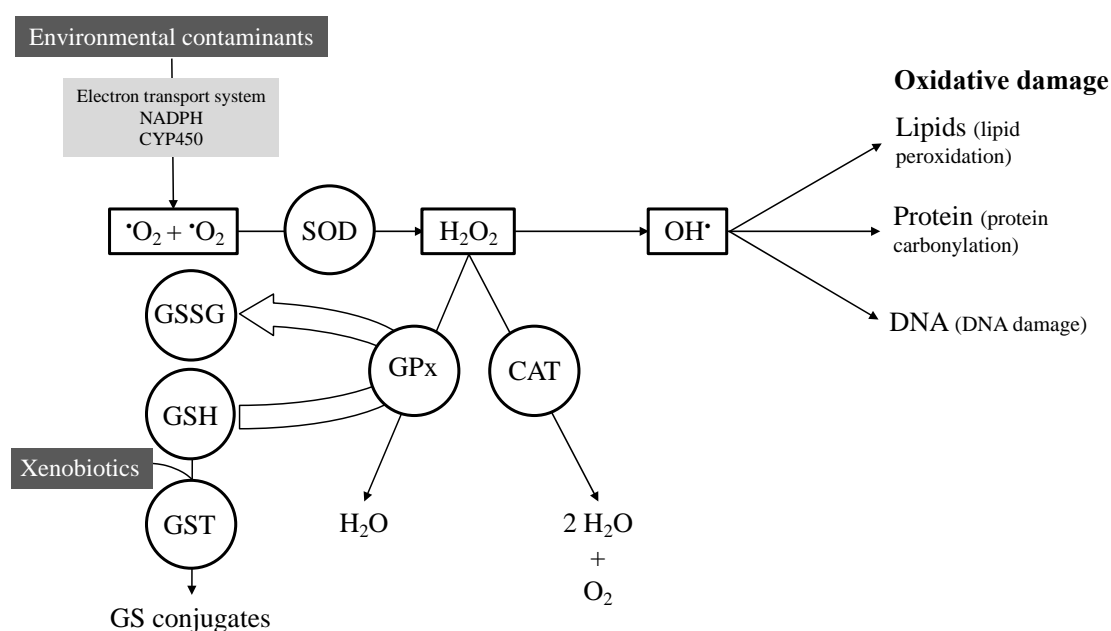 Environmental contaminants
Electron transport system
NADPH
CYP450
Oxidative damage
Lipids (lipid
peroxidation)
•O₂ + •O₂
SOD
H₂O₂
OH•
Protein (protein
carbonylation)
DNA (DNA damage)
GSSG
GPx
CAT
GSH
Xenobiotics
GST
H₂O
2 H₂O
+
O₂
GS conjugates